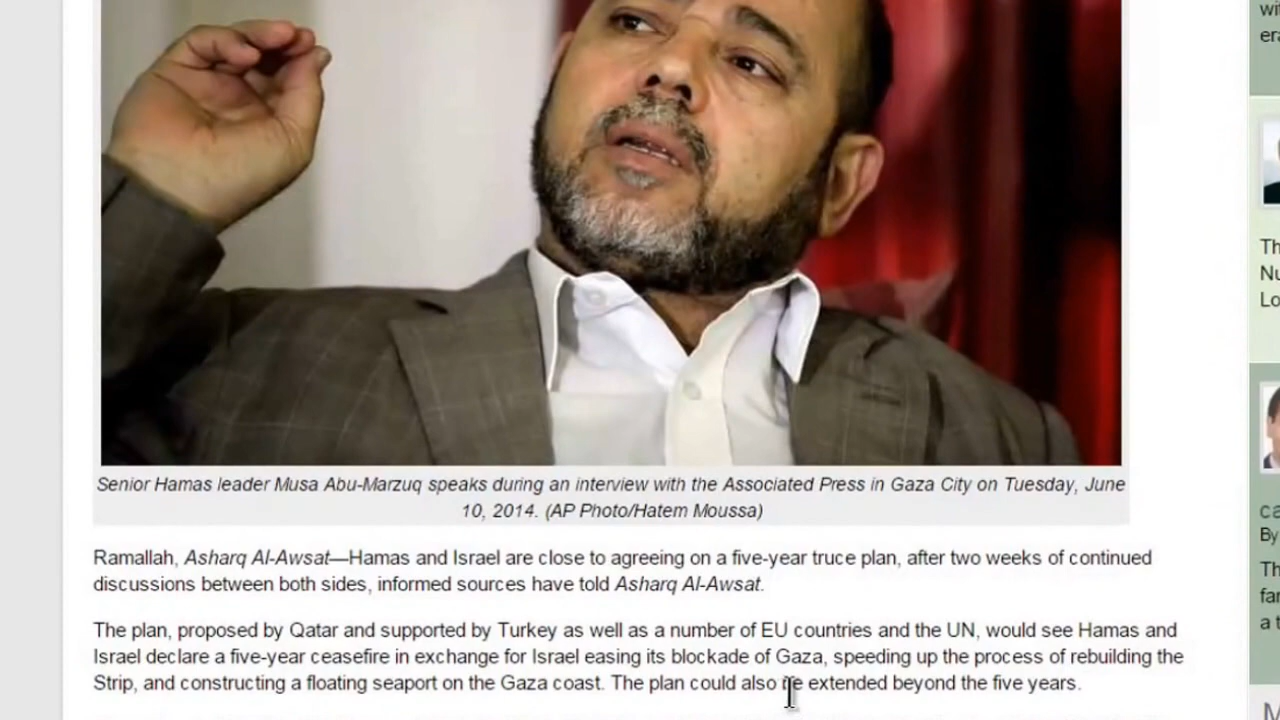 Senior Hamas leader Musa Abu-Marzuq speaks during an interview with the Associated Press in Gaza City on Tuesday, June
10, 2014. (AP Photo/Hatem Moussa)
Ramallah, Asharq Al-Awsat—Hamas and Israel are close to agreeing on a five-year truce plan, after two weeks of continued
discussions between both sides, informed sources have told Asharq Al-Awsat.
The plan, proposed by Qatar and supported by Turkey as well as a number of EU countries and the UN, would see Hamas and
Israel declare a five-year ceasefire in exchange for Israel easing its blockade of Gaza, speeding up the process of rebuilding the
Strip, and constructing a floating seaport on the Gaza coast. The plan could also be extended beyond the five years.
By